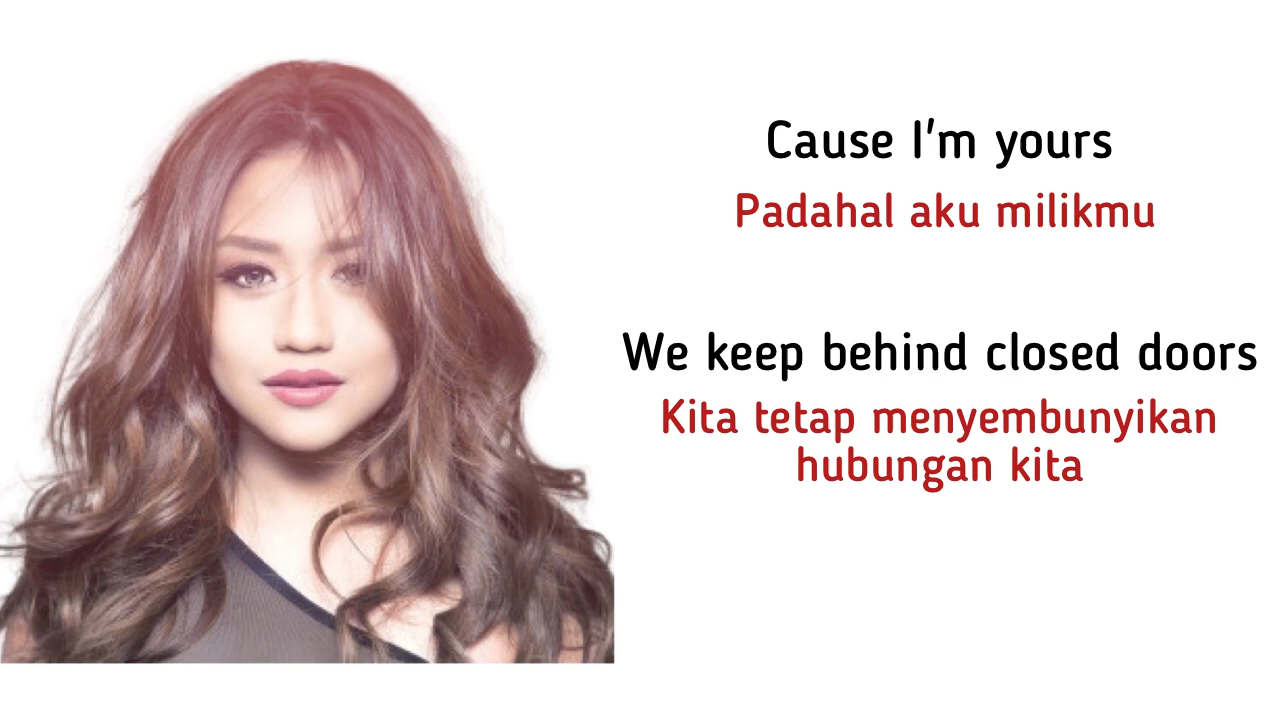 Cause I'm yours
Padahal aku milikmu
We keep behind closed doors
Kita tetap menyembunyikan
hubungan kita